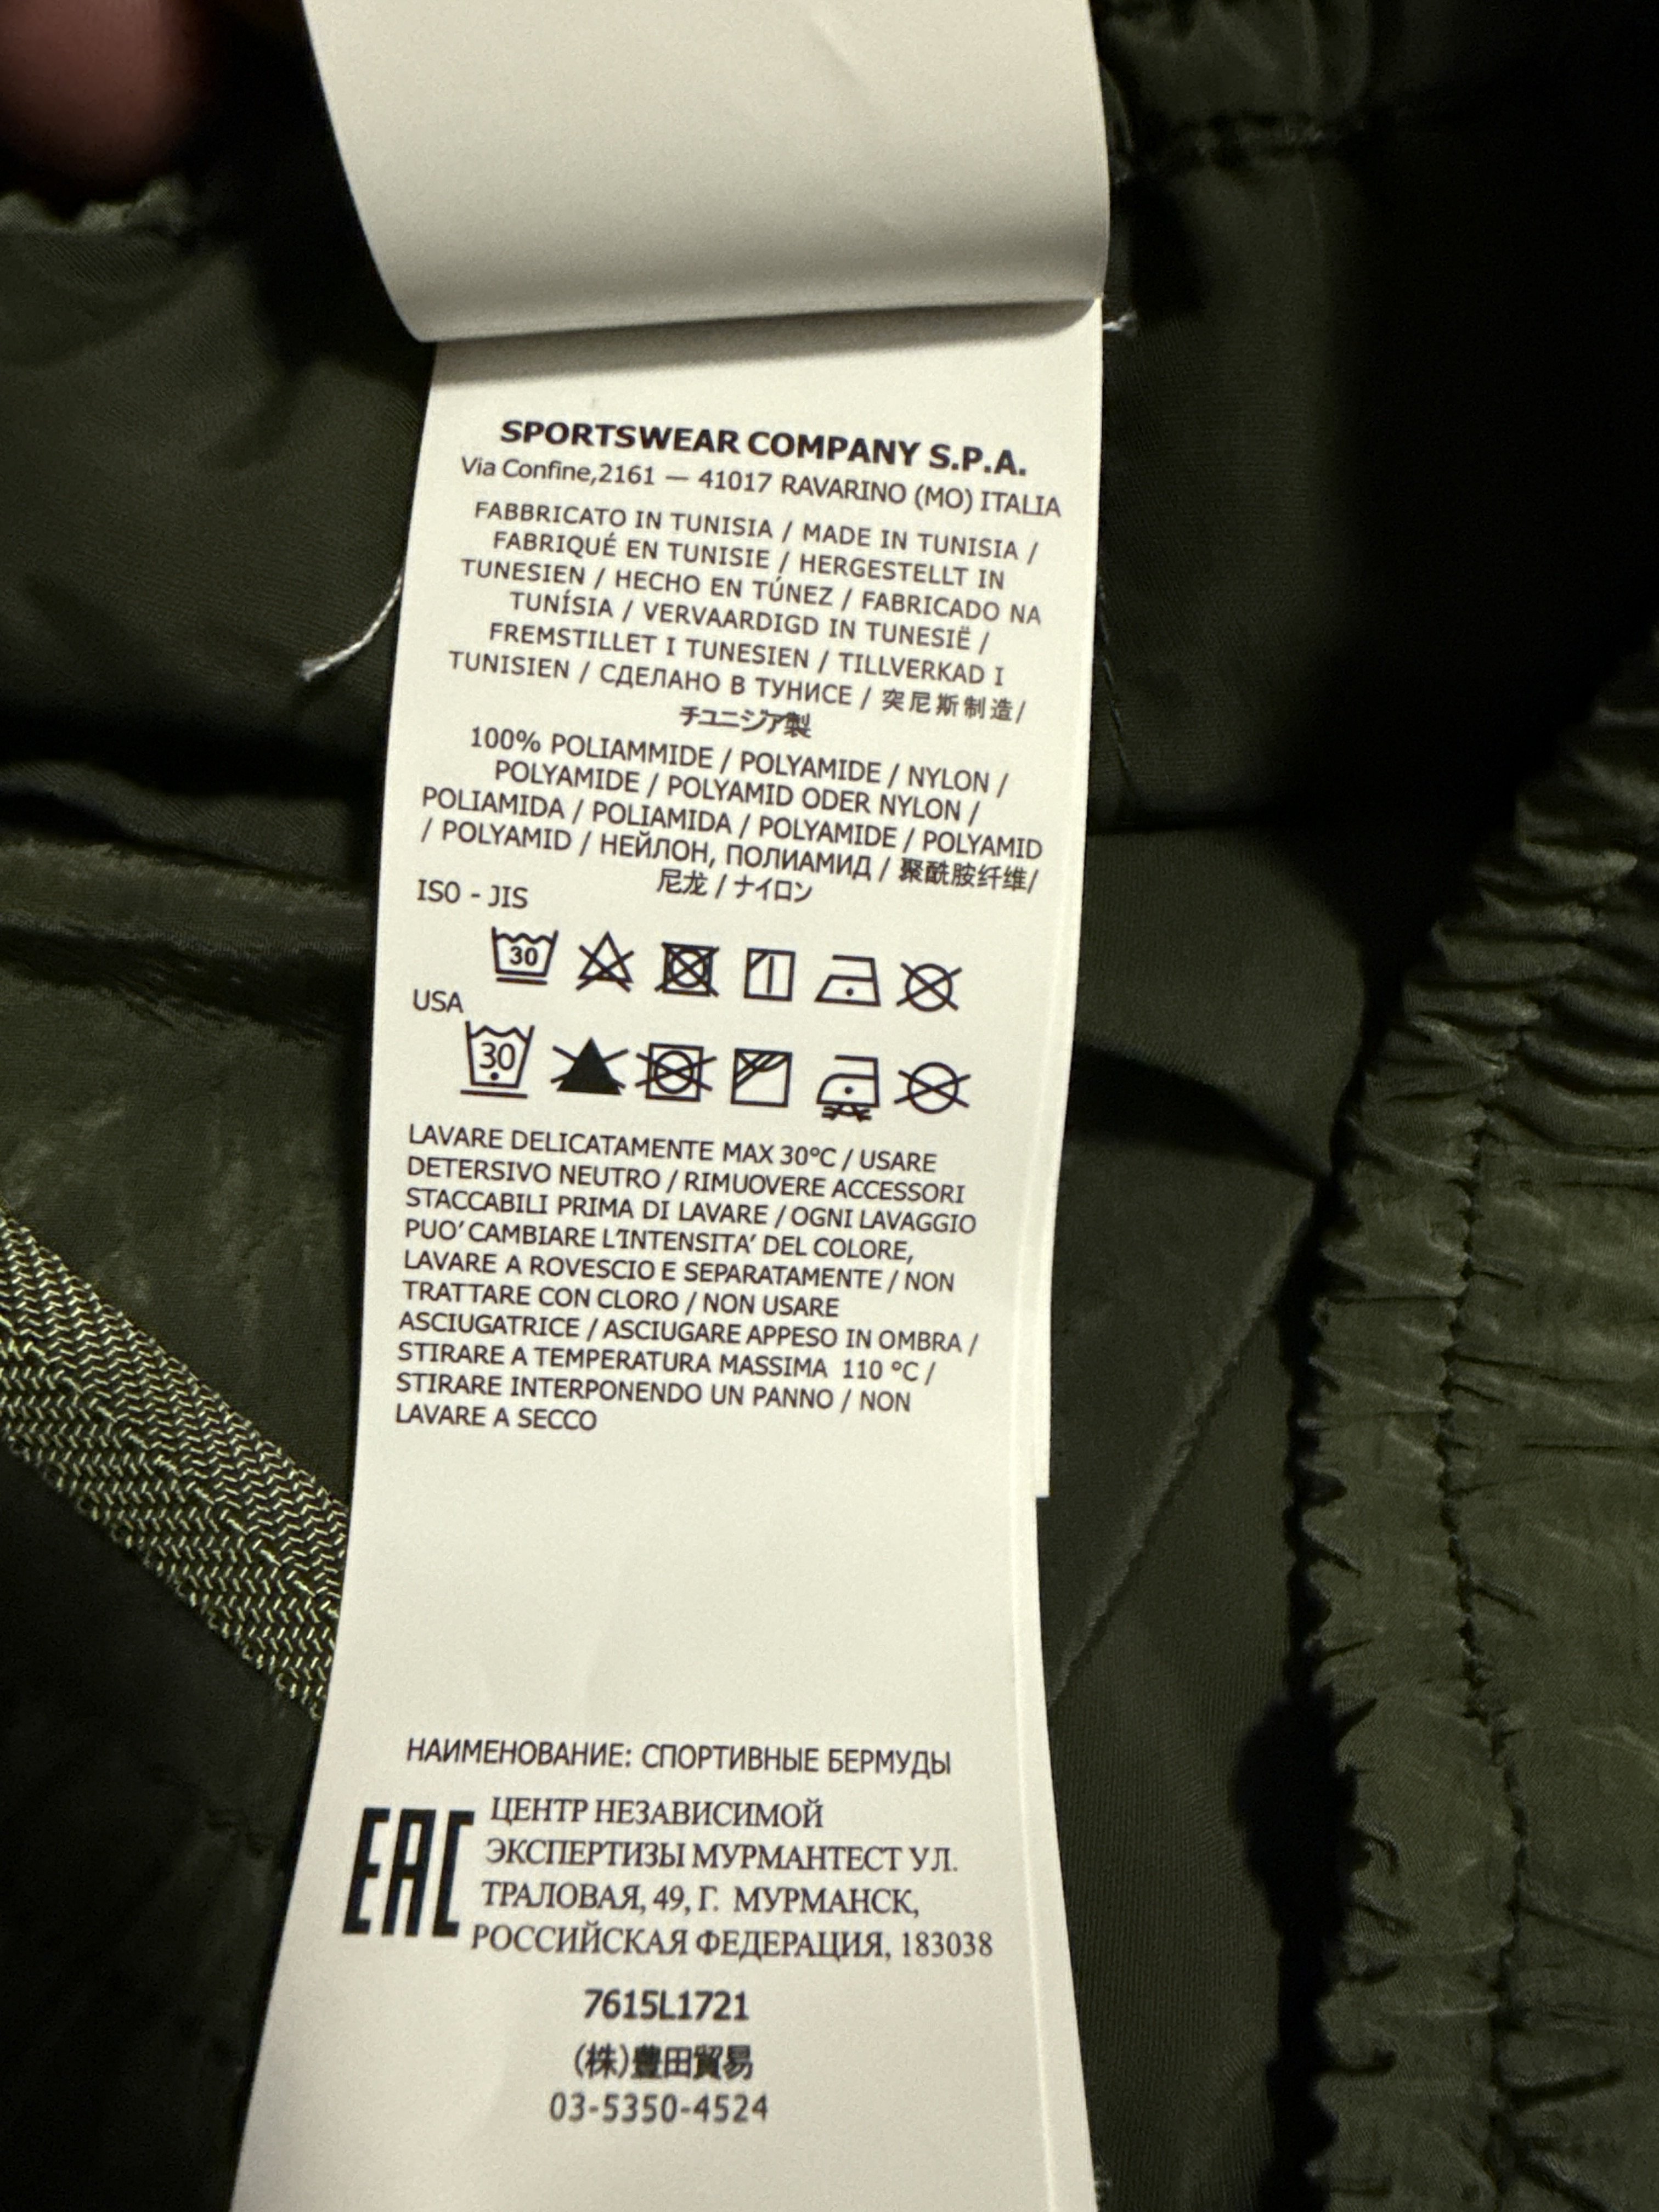 SPORTSWEAR COMPANY S.P.A.
Via Confine,2161 — 41017 RAVARINO (MO) ITALIA
FABBRICATO IN TUNISIA / MADE IN TUNISIA /
FABRIQUÉ EN TUNISIE / HERGESTELLT IN
TUNESIEN / HECHO EN TÚNEZ / FABRICADO NA
TUNÍSIA / VERVAARDIGD IN TUNESIË /
FREMSTILLET I TUNESIEN / TILLVERKAD I
TUNISIEN / СДЕЛАНО В ТУНИСЕ / 突尼斯制造/
チュニジア製
100% POLIAMMIDE / POLYAMIDE / NYLON /
POLYAMIDE / POLYAMID ODER NYLON /
POLIAMIDA / POLIAMIDA / POLYAMIDE / POLYAMID
/ POLYAMID / НЕЙЛОН, ПОЛИАМИД / 聚酰胺纤维/
尼龙 / ナイロン
ISO - JIS
30
USA
30
LAVARE DELICATAMENTE MAX 30°C / USARE
DETERSIVO NEUTRO / RIMUOVERE ACCESSORI
STACCABILI PRIMA DI LAVARE / OGNI LAVAGGIO
PUO' CAMBIARE L'INTENSITA' DEL COLORE,
LAVARE A ROVESCIO E SEPARATAMENTE / NON
TRATTARE CON CLORO / NON USARE
ASCIUGATRICE / ASCIUGARE APPESO IN OMBRA /
STIRARE A TEMPERATURA MASSIMA 110 °C /
STIRARE INTERPONENDO UN PANNO / NON
LAVARE A SECCO
НАИМЕНОВАНИЕ: СПОРТИВНЫЕ БЕРМУДЫ
EAC
ЦЕНТР НЕЗАВИСИМОЙ
ЭКСПЕРТИЗЫ МУРМАНТЕСТ УЛ.
ТРАЛОВАЯ, 49, Г. МУРМАНСК,
РОССИЙСКАЯ ФЕДЕРАЦИЯ, 183038
7615L1721
(株)豊田貿易
03-5350-4524